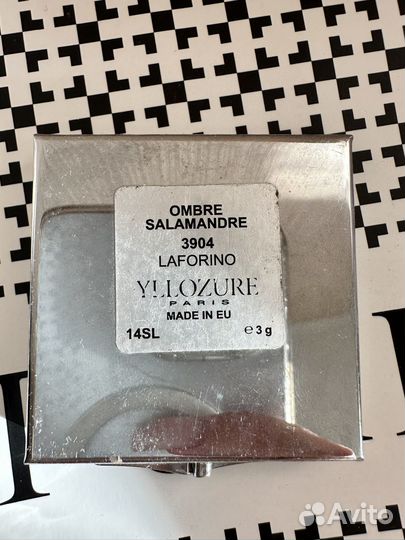 OMBRE
SALAMANDRE
3904
LAFORINO
YLLOZURE
PARIS
MADE IN EU
14SL ℮ 3 g
Avito